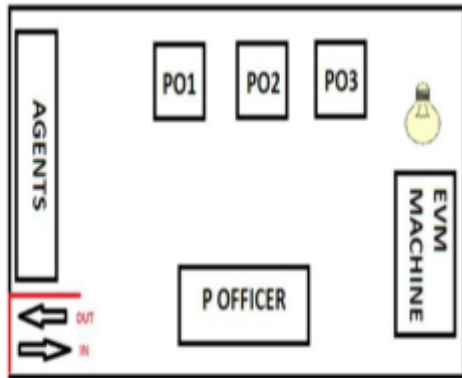 PO1
PO2
PO3
AGENTS
EVM
MACHINE
P OFFICER
OUT
IN